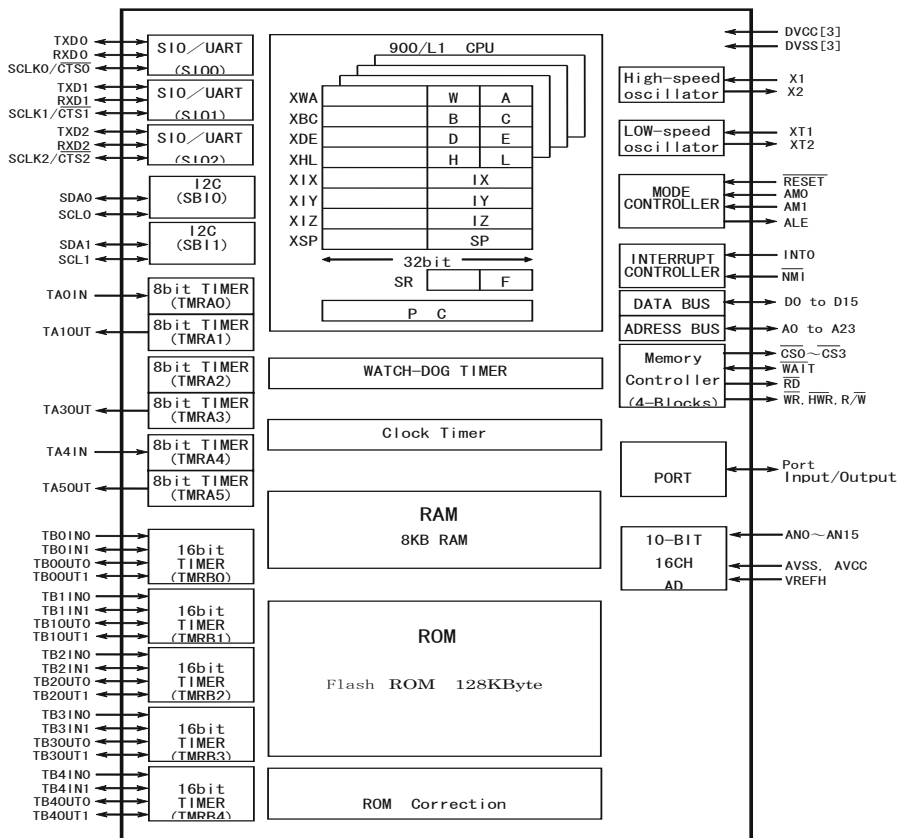 TXD0
RXD0
SCLK0/CTS0
SIO/UART
(SIO0)
TXD1
RXD1
SCLK1/CTS1
SIO/UART
(SIO1)
TXD2
RXD2
SCLK2/CTS2
SIO/UART
(SIO2)
SDA0
SCL0
I2C
(SBI0)
SDA1
SCL1
I2C
(SBI1)
TA0IN
8bit TIMER
(TMRA0)
TA1OUT
8bit TIMER
(TMRA1)
8bit TIMER
(TMRA2)
TA3OUT
8bit TIMER
(TMRA3)
TA4IN
8bit TIMER
(TMRA4)
TA5OUT
8bit TIMER
(TMRA5)
TB0IN0
TB0IN1
TB0OUT0
TB0OUT1
16bit
TIMER
(TMRB0)
TB1IN0
TB1IN1
TB1OUT0
TB1OUT1
16bit
TIMER
(TMRB1)
TB2IN0
TB2IN1
TB2OUT0
TB2OUT1
16bit
TIMER
(TMRB2)
TB3IN0
TB3IN1
TB3OUT0
TB3OUT1
16bit
TIMER
(TMRB3)
TB4IN0
TB4IN1
TB4OUT0
TB4OUT1
16bit
TIMER
(TMRB4)
900/L1 CPU
XWA W A
XBC B C
XDE D E
XHL H L
XIX IX
XIY IY
XIZ IZ
XSP SP
32bit
SR F
P C
WATCH-DOG TIMER
Clock Timer
RAM
8KB RAM
ROM
Flash ROM 128KByte
ROM Correction
DVCC[3]
DVSS[3]
High-speed
oscillator
X1
X2
LOW-speed
oscillator
XT1
XT2
MODE
CONTROLLER
RESET
AM0
AM1
ALE
INTERRUPT
CONTROLLER
INT0
NMI
DATA BUS
D0 to D15
ADRESS BUS
A0 to A23
Memory
Controller
(4-Blocks)
CS0~CS3
WAIT
RD
WR, HWR, R/W
PORT
Port
Input/Output
10-BIT
16CH
AD
AN0~AN15
AVSS, AVCC
VREFH